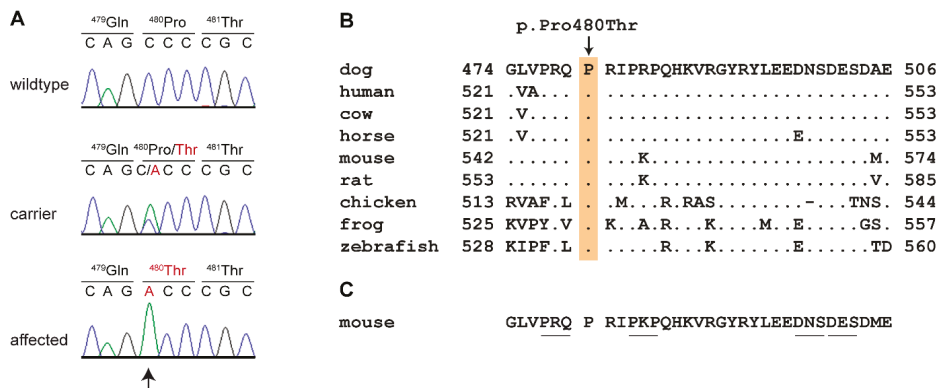 A
⁴⁷⁹Gln ⁴⁸⁰Pro ⁴⁸¹Thr
C A G C C C C G C
wildtype
⁴⁷⁹Gln ⁴⁸⁰Pro/Thr ⁴⁸¹Thr
C A G C/A C C C G C
carrier
⁴⁷⁹Gln ⁴⁸⁰Thr ⁴⁸¹Thr
C A G A C C C G C
affected
B
p.Pro480Thr
dog 474 GLVPRQ P RIPRPQHKVRGYRYLEEDNSDESDAE 506
human 521 .VA... . .......................... 553
cow 521 .V.... . .......................... 553
horse 521 .V.... . .................E........ 553
mouse 542 ...... . ...K....................M. 574
rat 553 ...... . ...K....................V. 585
chicken 513 RVAF.L . .M...R.RAS........-...TNS. 544
frog 525 KVPY.V . K..A.R...K....M..E.....GS. 557
zebrafish 528 KIPF.L . .....R...K.......E......TD 560
C
mouse GLVPRQ P RIPKPQHKVRGYRYLEEDNSDESDME